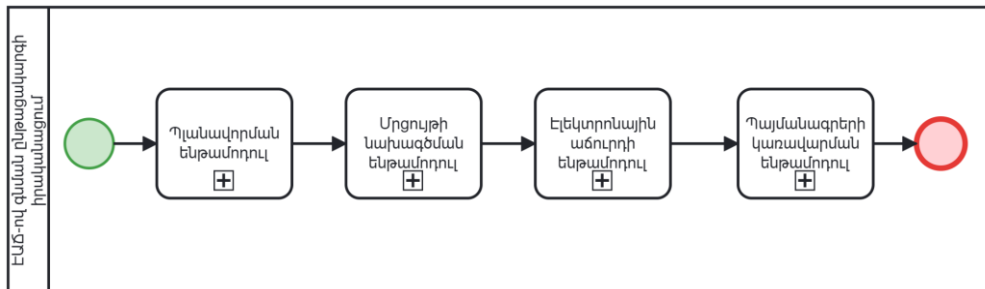 ԷԱՃ-ով գնման ընթացակարգի
իրականացում
Պլանավորման
ենթամոդուլ
Մրցույթի
նախագծման
ենթամոդուլ
Էլեկտրոնային
աճուրդի
ենթամոդուլ
Պայմանագրերի
կառավարման
ենթամոդուլ